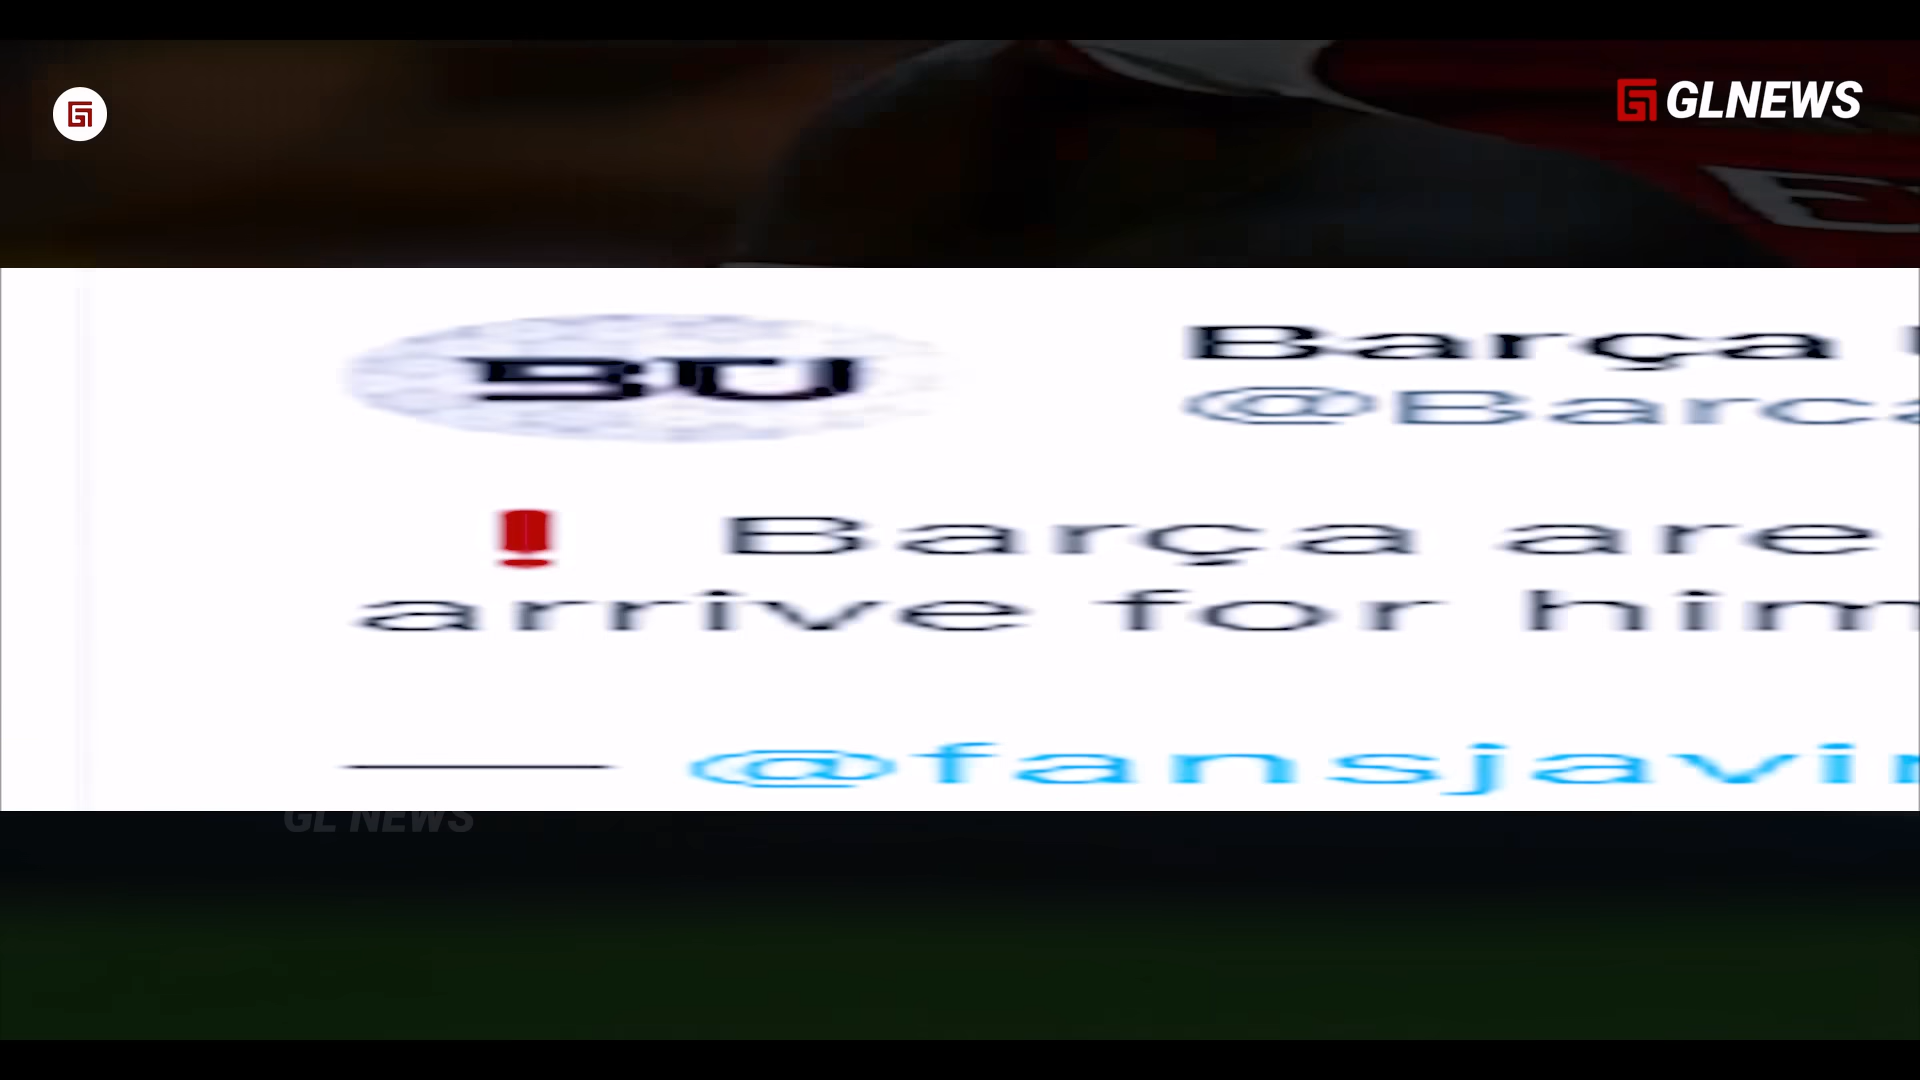 GLNEWS
BU
Barça
@Barca
❗ Barça are
arrive for him
— @fansjavi
GL NEWS